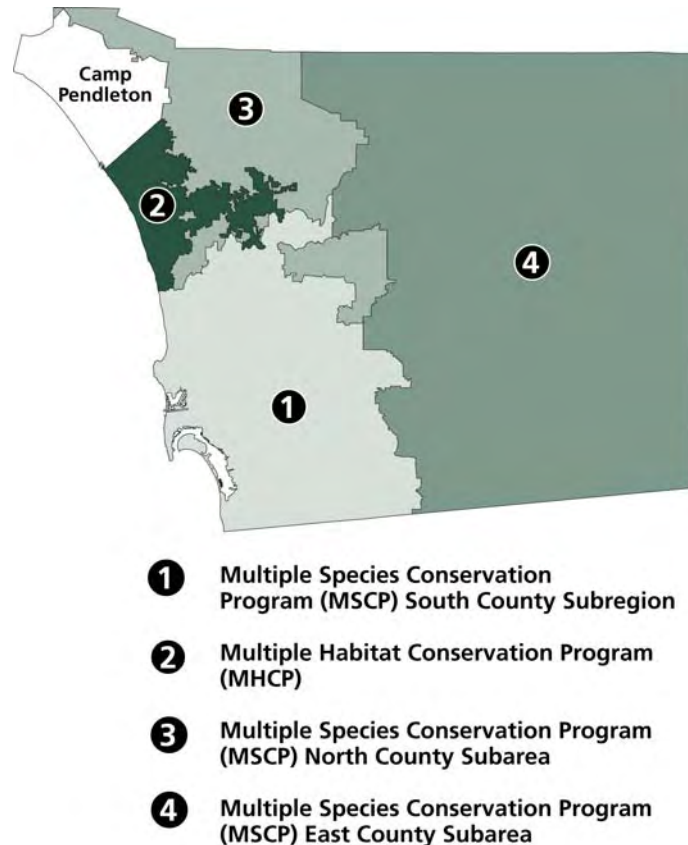 Camp
Pendleton
3
2
4
1
1 Multiple Species Conservation
Program (MSCP) South County Subregion
2 Multiple Habitat Conservation Program
(MHCP)
3 Multiple Species Conservation Program
(MSCP) North County Subarea
4 Multiple Species Conservation Program
(MSCP) East County Subarea